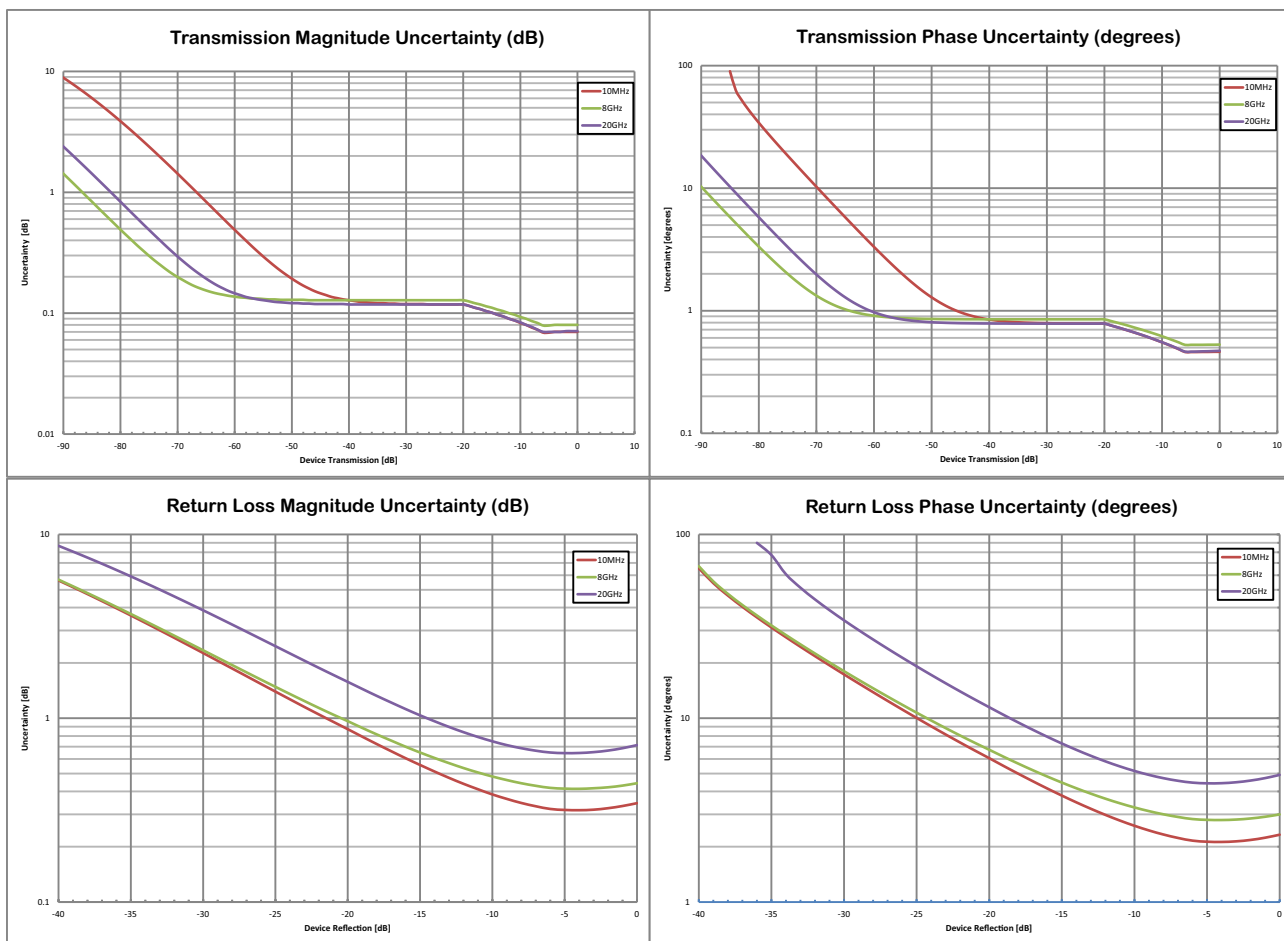 Transmission Magnitude Uncertainty (dB)
Uncertainty [dB]
10
1
0.1
0.01
-90 -80 -70 -60 -50 -40 -30 -20 -10 0 10
Device Transmission [dB]
10MHz
8GHz
20GHz
Transmission Phase Uncertainty (degrees)
Uncertainty [degrees]
100
10
1
0.1
-90 -80 -70 -60 -50 -40 -30 -20 -10 0 10
Device Transmission [dB]
10MHz
8GHz
20GHz
Return Loss Magnitude Uncertainty (dB)
Uncertainty [dB]
10
1
0.1
-40 -35 -30 -25 -20 -15 -10 -5 0
Device Reflection [dB]
10MHz
8GHz
20GHz
Return Loss Phase Uncertainty (degrees)
Uncertainty [degrees]
100
10
1
-40 -35 -30 -25 -20 -15 -10 -5 0
Device Reflection [dB]
10MHz
8GHz
20GHz